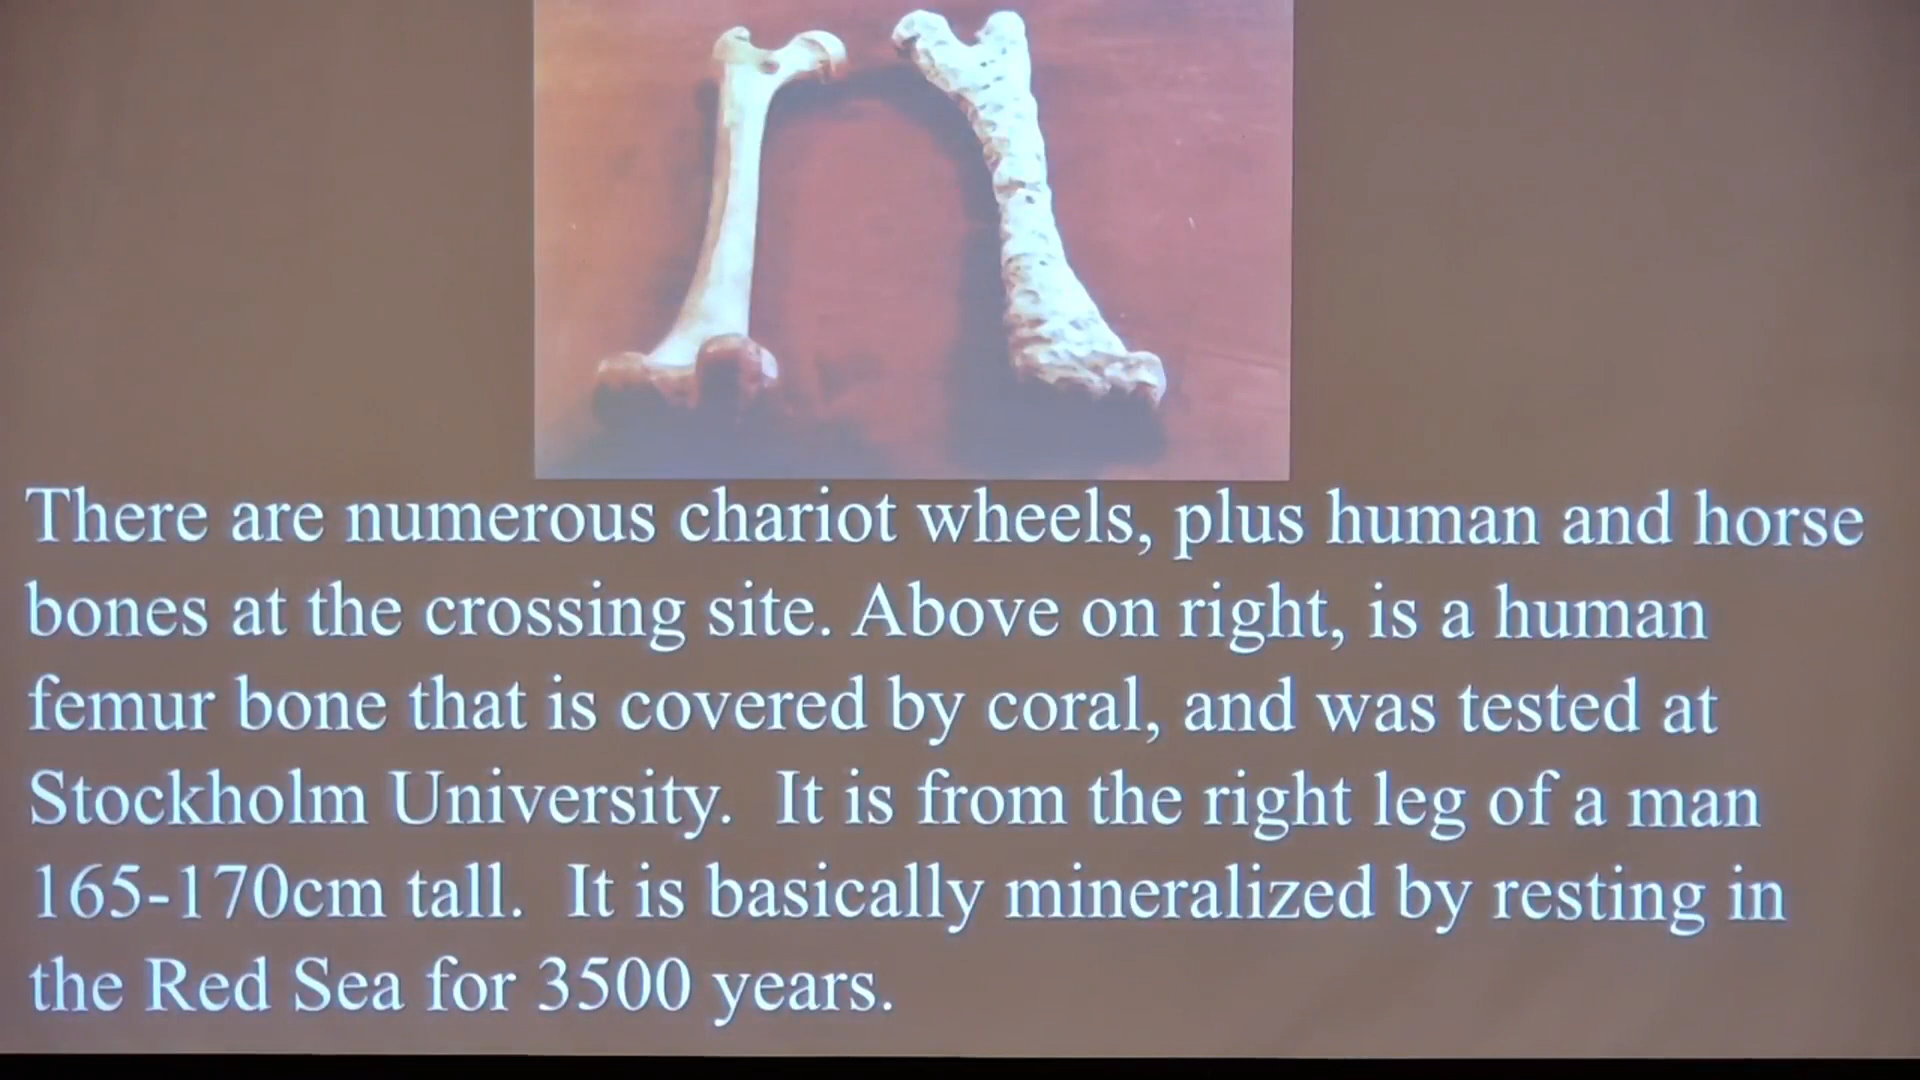 There are numerous chariot wheels, plus human and horse
bones at the crossing site. Above on right, is a human
femur bone that is covered by coral, and was tested at
Stockholm University. It is from the right leg of a man
165-170cm tall. It is basically mineralized by resting in
the Red Sea for 3500 years.